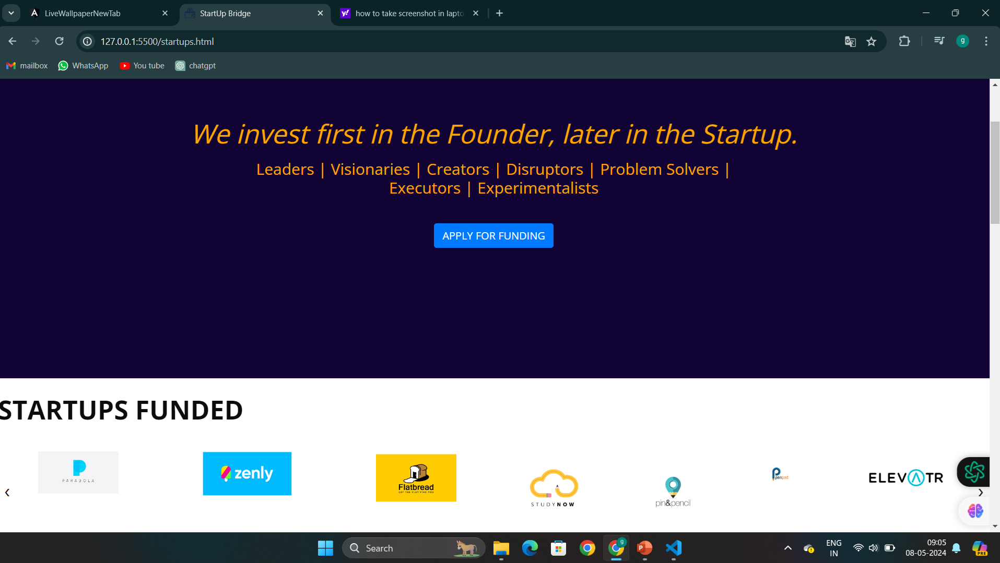 LiveWallpaperNewTab
StartUp Bridge
how to take screenshot in lapto
127.0.0.1:5500/startups.html
g
mailbox
WhatsApp
You tube
chatgpt
We invest first in the Founder, later in the Startup.
Leaders | Visionaries | Creators | Disruptors | Problem Solvers |
Executors | Experimentalists
APPLY FOR FUNDING
STARTUPS FUNDED
PARABOLA
zenly
Flatbread
LET THE FLAT FIND YOU
STUDYNOW
pin&pencil
penpad
ELEVATR
Search
ENG
IN
09:05
08-05-2024
PRE